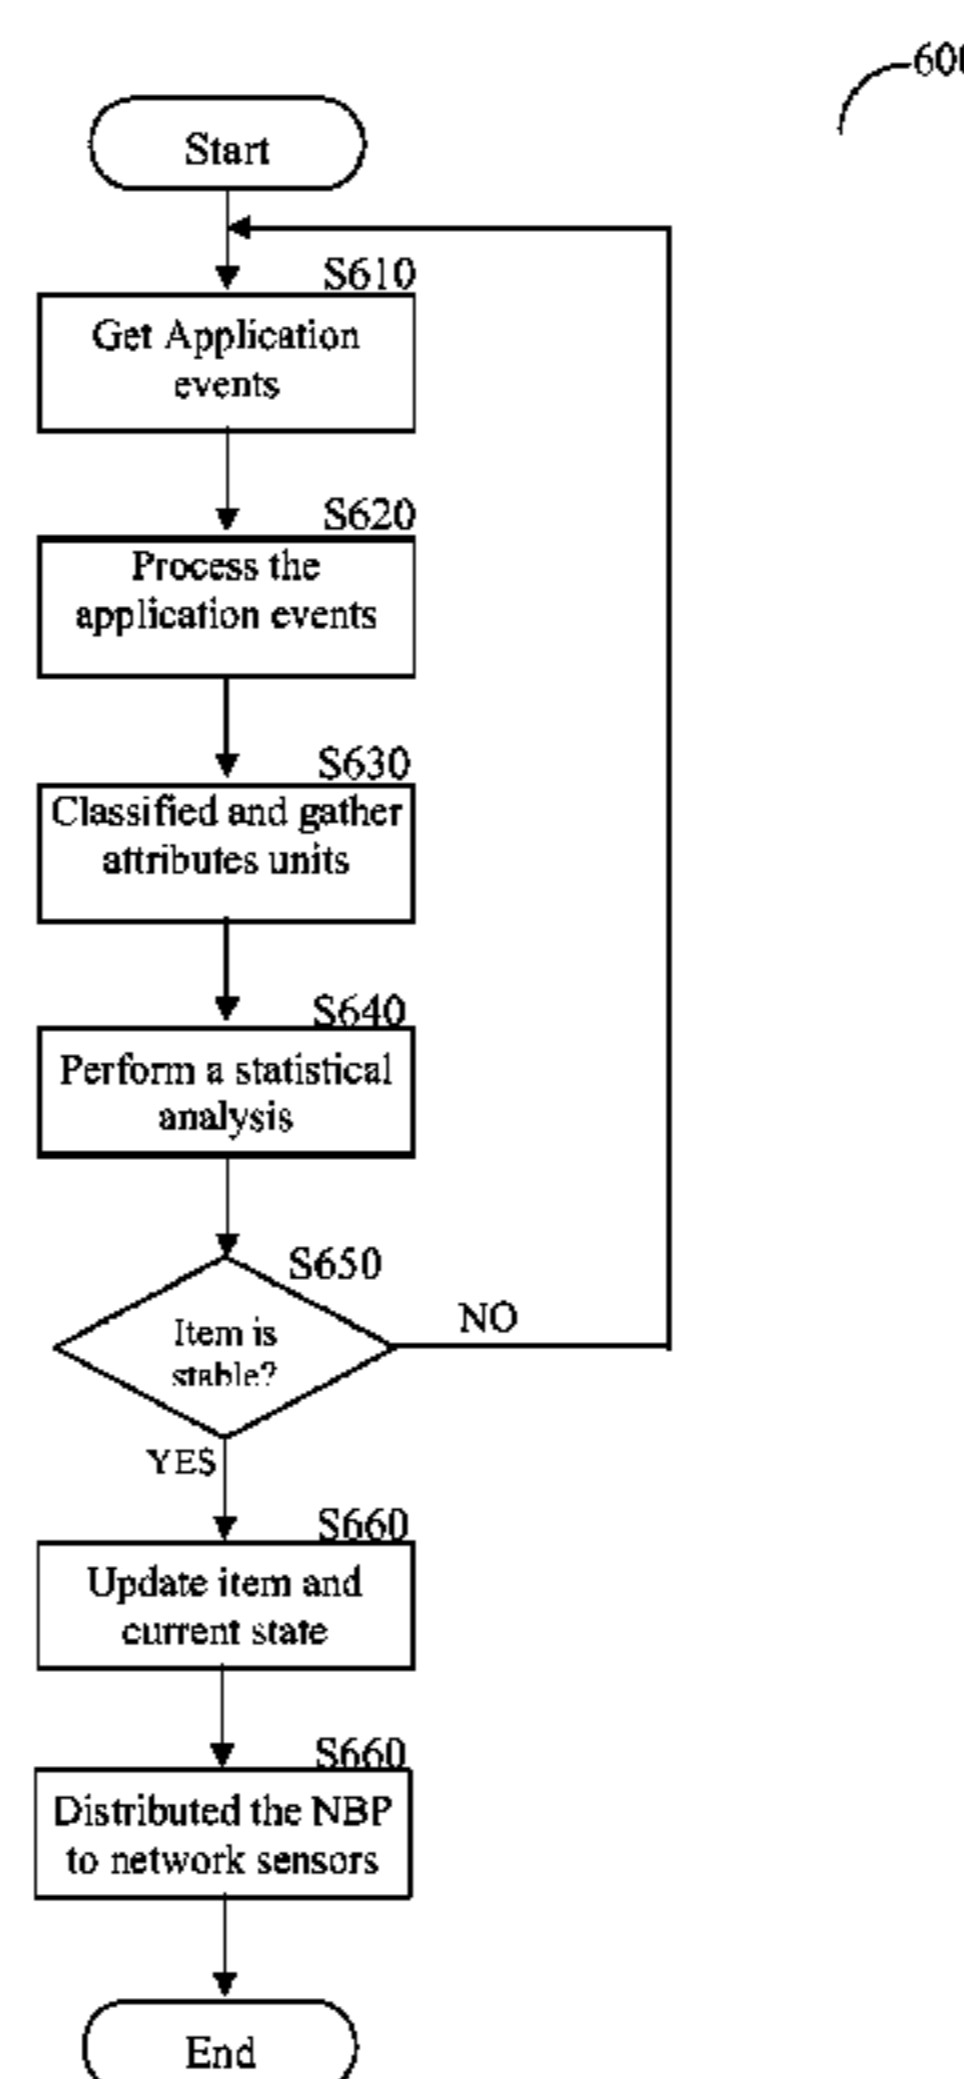 600
Start
S610
Get Application
events
S620
Process the
application events
S630
Classified and gather
attributes units
S640
Perform a statistical
analysis
S650
Item is
stable?
NO
YES
S660
Update item and
current state
S660
Distributed the NBP
to network sensors
End